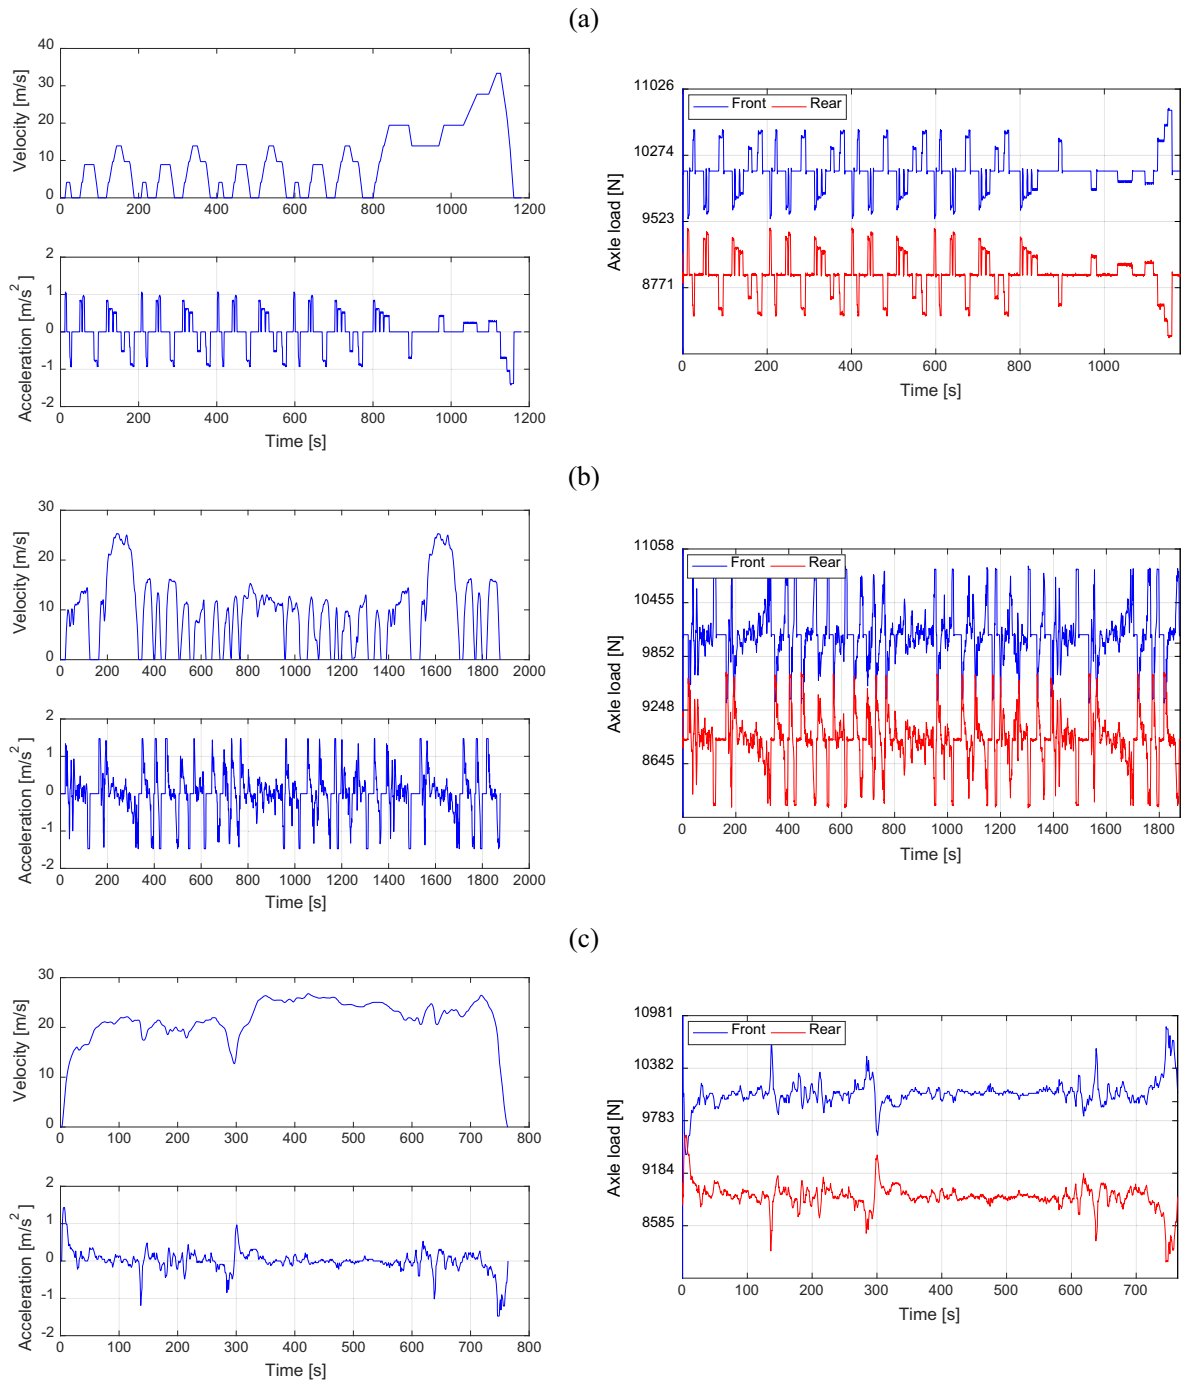 (a)
40
30
20
10
0
Velocity [m/s]
0 200 400 600 800 1000 1200
2
1
0
-1
-2
Acceleration [m/s²]
0 200 400 600 800 1000 1200
Time [s]
11026
10274
9523
8771
Axle load [N]
Front Rear
0 200 400 600 800 1000
Time [s]
(b)
30
20
10
0
Velocity [m/s]
0 200 400 600 800 1000 1200 1400 1600 1800 2000
2
1
0
-1
-2
Acceleration [m/s²]
0 200 400 600 800 1000 1200 1400 1600 1800 2000
Time [s]
11058
10455
9852
9248
8645
Axle load [N]
Front Rear
0 200 400 600 800 1000 1200 1400 1600 1800
Time [s]
(c)
30
20
10
0
Velocity [m/s]
0 100 200 300 400 500 600 700 800
2
1
0
-1
-2
Acceleration [m/s²]
0 100 200 300 400 500 600 700 800
Time [s]
10981
10382
9783
9184
8585
Axle load [N]
Front Rear
0 100 200 300 400 500 600 700
Time [s]